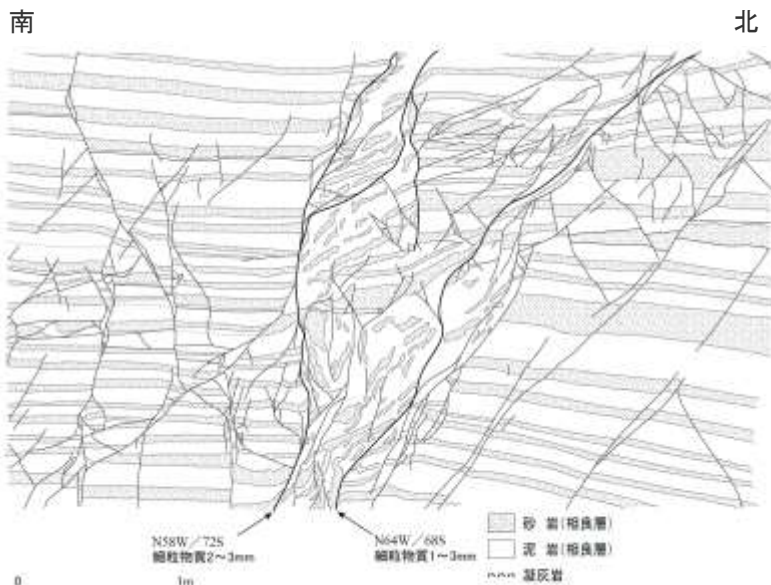 南
北
N58W/72S
細粒物質2~3mm
N64W/68S
細粒物質1~3mm
砂 岩(相良層)
泥 岩(相良層)
凝灰岩
0
1m